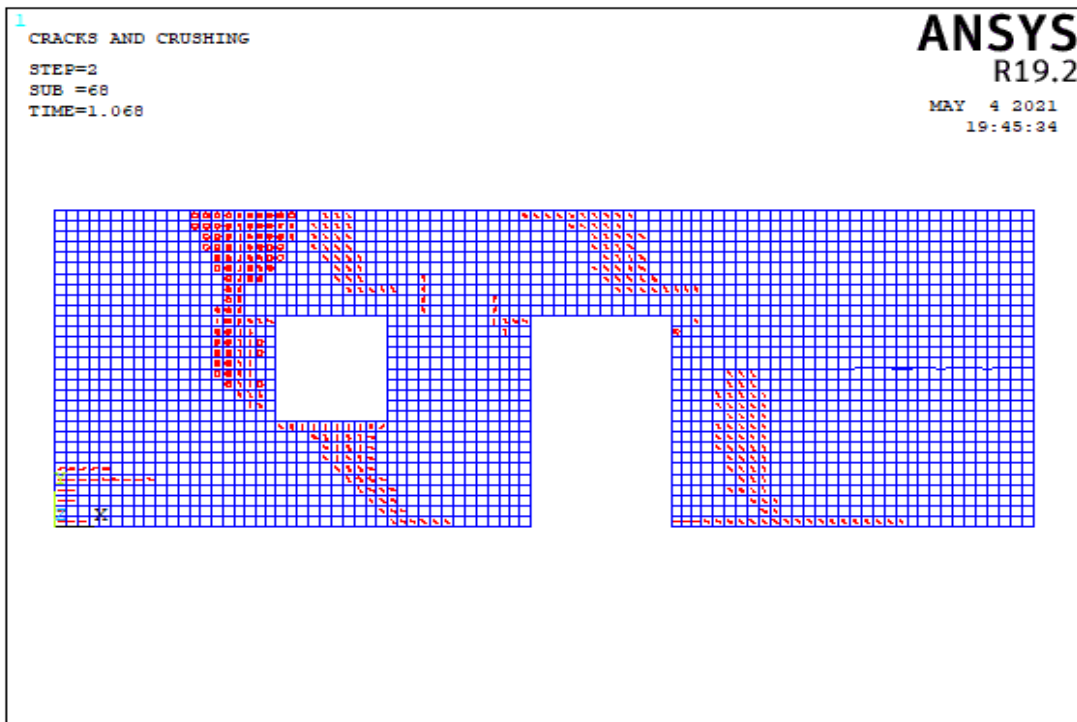 1
CRACKS AND CRUSHING
STEP=2
SUB =68
TIME=1.068
ANSYS
R19.2
MAY  4 2021
19:45:34
X